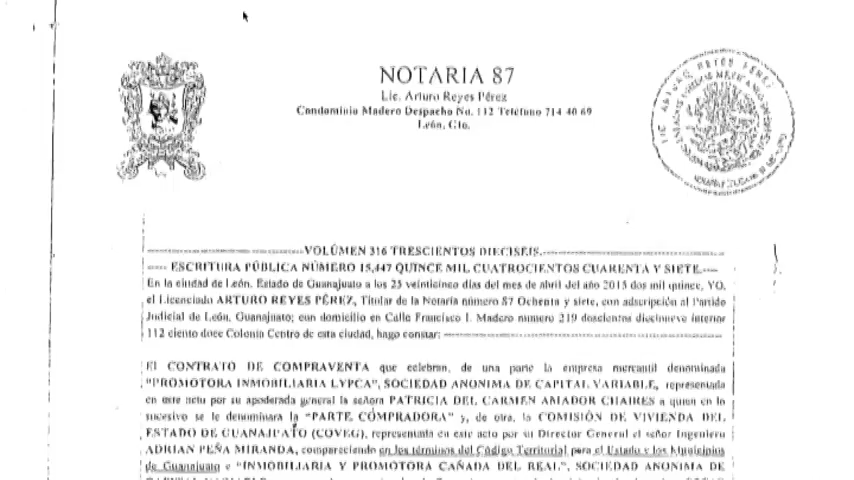 NOTARIA 87
Lic. Arturo Reyes Pérez
Condominio Madero Despacho No. 112 Teléfono 714 40 69
León, Gto.
VOLÚMEN 316 TRESCIENTOS DIECISEIS.
ESCRITURA PÚBLICA NÚMERO 15,447 QUINCE MIL CUATROCIENTOS CUARENTA Y SIETE.
En la ciudad de León, Estado de Guanajuato a los 25 veinticinco días del mes de abril del año 2015 dos mil quince, YO,
el Licenciado ARTURO REYES PÉREZ, Titular de la Notaría número 87 Ochenta y siete, con adscripción al Partido
Judicial de León, Guanajuato; con domicilio en Calle Francisco I. Madero número 219 doscientos diecinueve interior
112 ciento doce Colonia Centro de esta ciudad, hago constar:
El CONTRATO DE COMPRAVENTA que celebran, de una parte la empresa mercantil denominada
"PROMOTORA INMOBILIARIA LYPCA", SOCIEDAD ANONIMA DE CAPITAL VARIABLE, representada
en este acto por su apoderada general la señora PATRICIA DEL CARMEN AMADOR CHAIRES a quien en lo
sucesivo se le denominara la "PARTE COMPRADORA" y, de otra, la COMISIÓN DE VIVIENDA DEL
ESTADO DE GUANAJUATO (COVEG), representada en este acto por su Director General el señor Ingeniero
ADRIAN PEÑA MIRANDA, compareciendo en los términos del Código Territorial para el Estado y los Municipios
de Guanajuato e "INMOBILIARIA Y PROMOTORA CAÑADA DEL REAL", SOCIEDAD ANONIMA DE